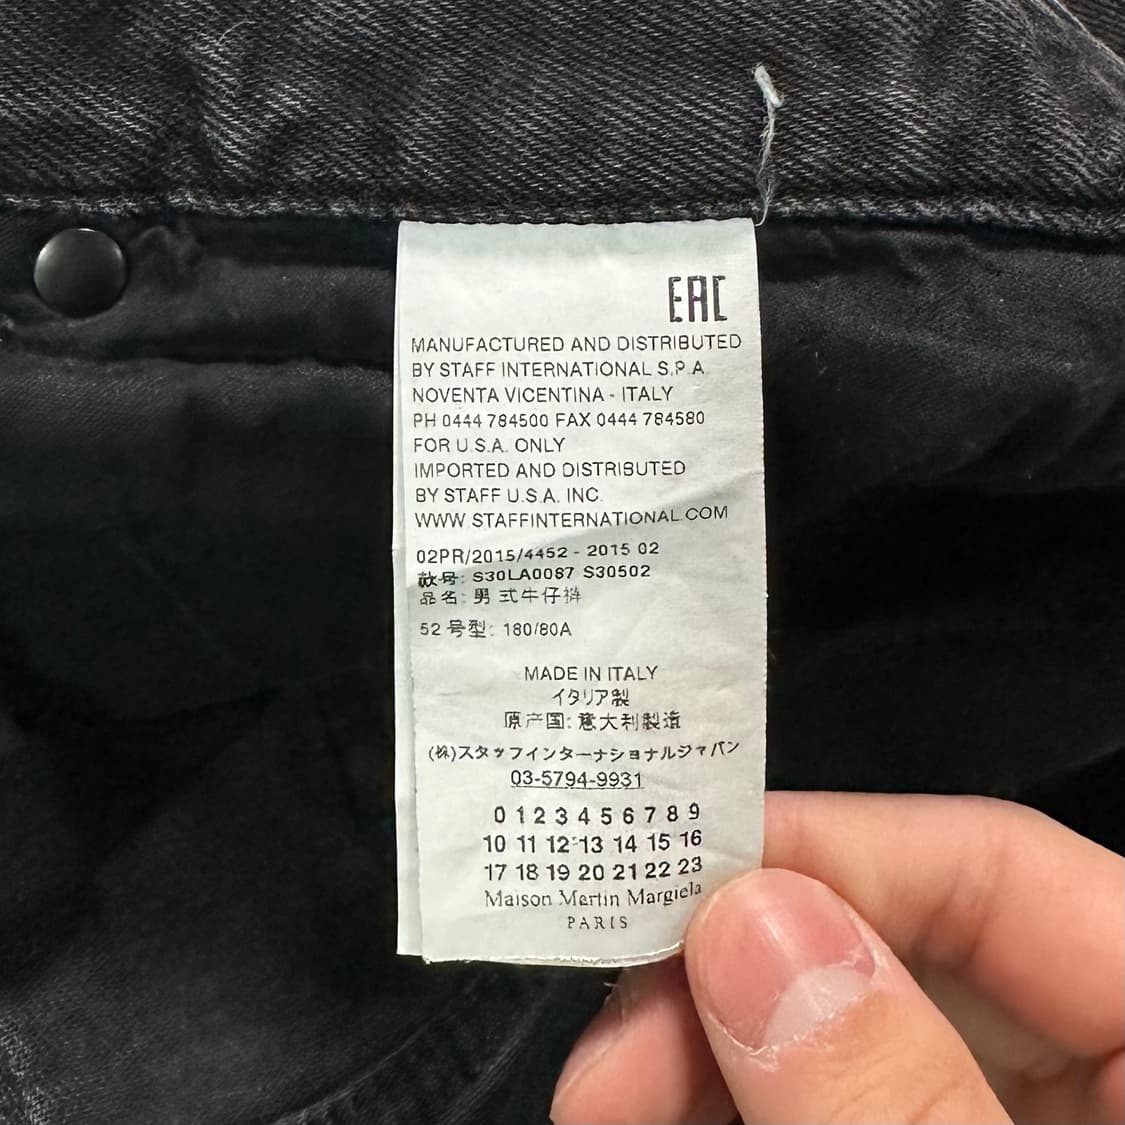 EAC
MANUFACTURED AND DISTRIBUTED
BY STAFF INTERNATIONAL S.P.A.
NOVENTA VICENTINA - ITALY
PH 0444 784500 FAX 0444 784580
FOR U.S.A. ONLY
IMPORTED AND DISTRIBUTED
BY STAFF U.S.A. INC.
WWW.STAFFINTERNATIONAL.COM
02PR/2015/4452 - 2015 02
款号: S30LA0087 S30502
品名: 男式牛仔裤
52 号型: 180/80A
MADE IN ITALY
イタリア製
原产国: 意大利製造
(株)スタッフインターナショナルジャパン
03-5794-9931
0 1 2 3 4 5 6 7 8 9
10 11 12 13 14 15 16
17 18 19 20 21 22 23
Maison Martin Margiela
PARIS